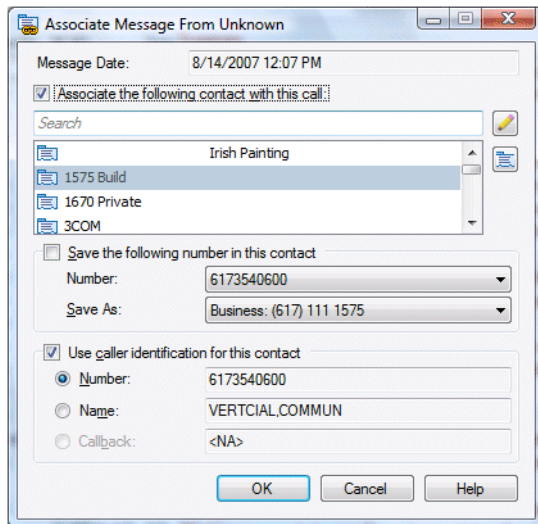 Associate Message From Unknown
Message Date: 8/14/2007 12:07 PM
Associate the following contact with this call:
Search
Irish Painting
1575 Build
1670 Private
3COM
Save the following number in this contact
Number: 6173540600
Save As: Business: (617) 111 1575
Use caller identification for this contact
Number: 6173540600
Name: VERTCIAL,COMMUN
Callback: <NA>
OK Cancel Help